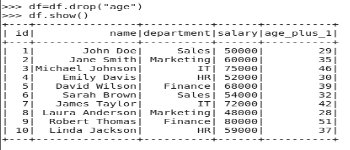 >>> df=df.drop("age")
>>> df.show()
+---+---------------+----------+------+----------+
| id|           name|department|salary|age_plus_1|
+---+---------------+----------+------+----------+
|  1|       John Doe|     Sales| 50000|        29|
|  2|     Jane Smith| Marketing| 60000|        35|
|  3|Michael Johnson|        IT| 75000|        46|
|  4|    Emily Davis|        HR| 52000|        30|
|  5|   David Wilson|   Finance| 68000|        39|
|  6|    Sarah Brown|     Sales| 54000|        32|
|  7|   James Taylor|        IT| 72000|        42|
|  8| Laura Anderson| Marketing| 48000|        28|
|  9|  Robert Thomas|   Finance| 80000|        51|
| 10|  Linda Jackson|        HR| 59000|        37|
+---+---------------+----------+------+----------+